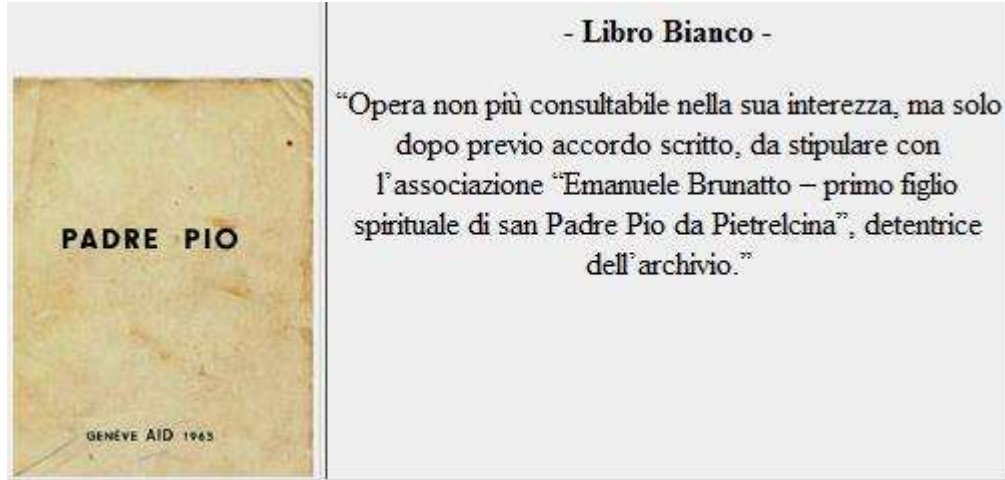 PADRE PIO
GENÈVE AID 1963
- Libro Bianco -
“Opera non più consultabile nella sua interezza, ma solo
dopo previo accordo scritto, da stipulare con
l’associazione “Emanuele Brunatto – primo figlio
spirituale di san Padre Pio da Pietrelcina”, detentrice
dell’archivio.”